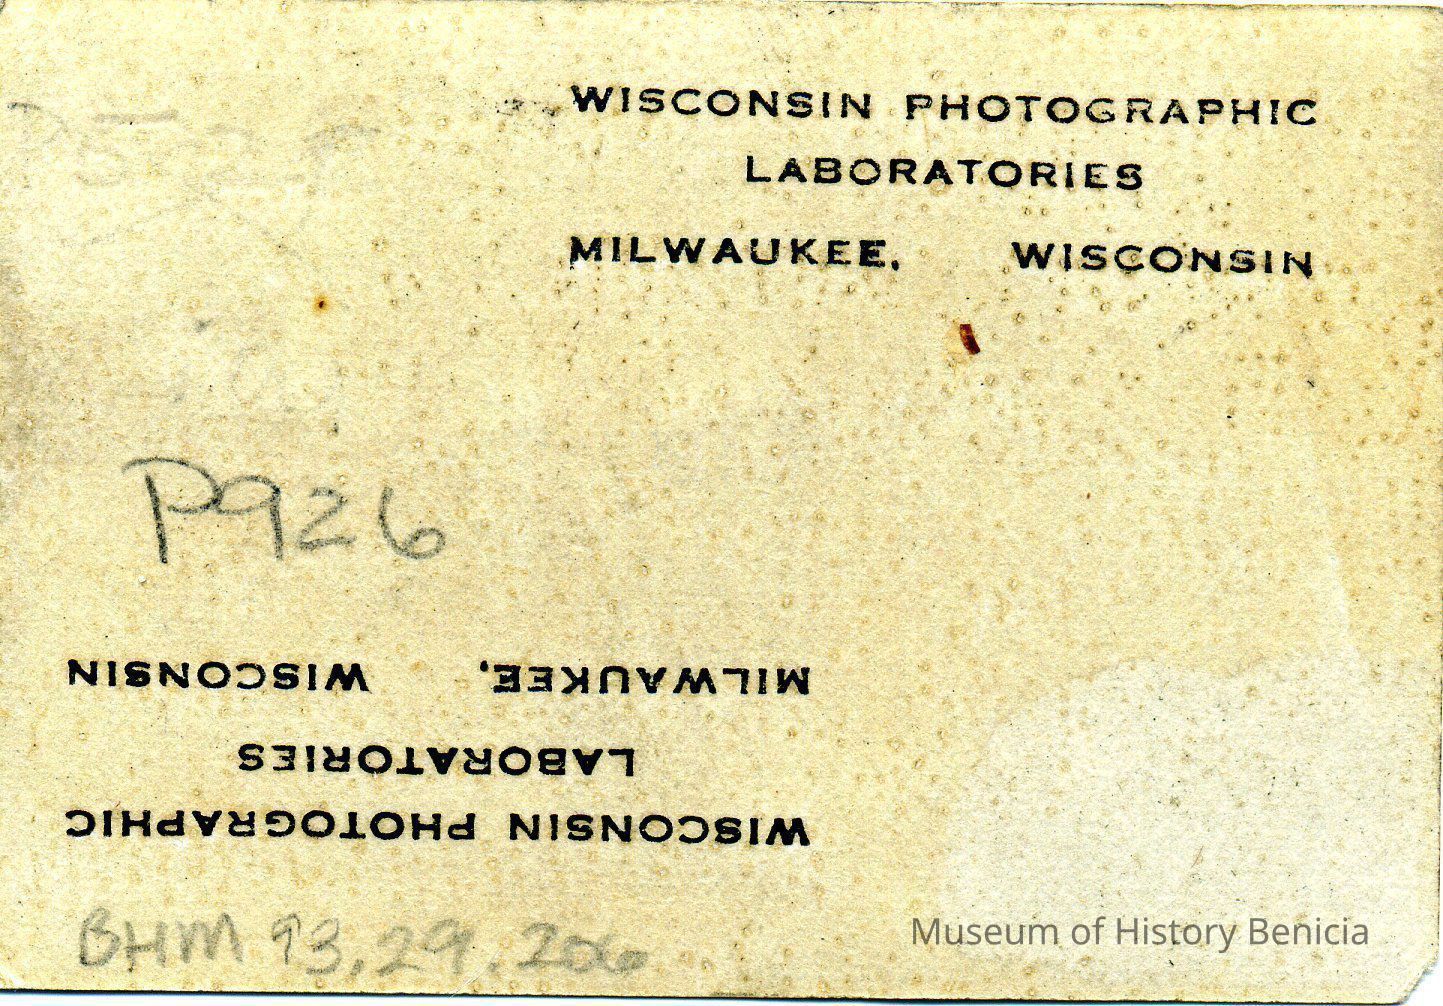 WISCONSIN PHOTOGRAPHIC
LABORATORIES
MILWAUKEE, WISCONSIN
P926
WISCONSIN PHOTOGRAPHIC
LABORATORIES
MILWAUKEE, WISCONSIN
BHM 93.29.206
Museum of History Benicia